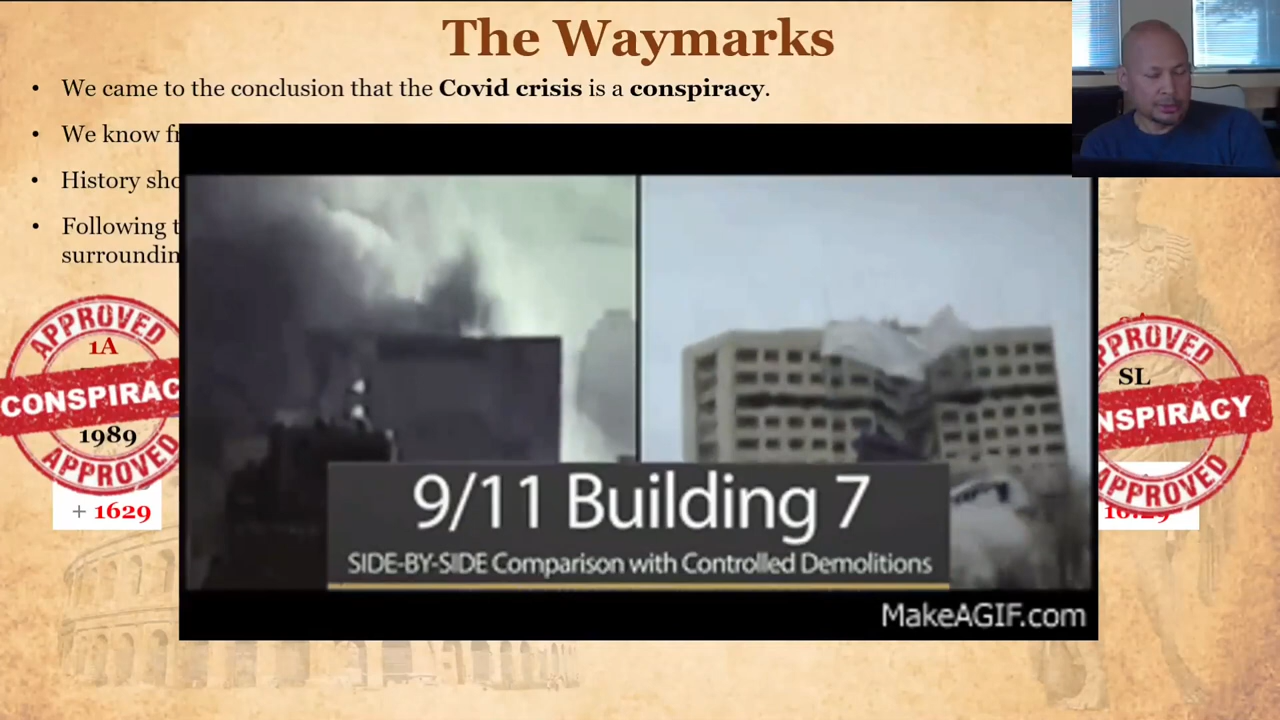 The Waymarks
• We came to the conclusion that the Covid crisis is a conspiracy.
• We know fr
• History sho
• Following t
surroundin
APPROVED
1A
CONSPIRAC
1989
APPROVED
+ 1629
9/11 Building 7
SIDE-BY-SIDE Comparison with Controlled Demolitions
MakeAGIF.com
PPROVED
SL
NSPIRACY
APPROVED